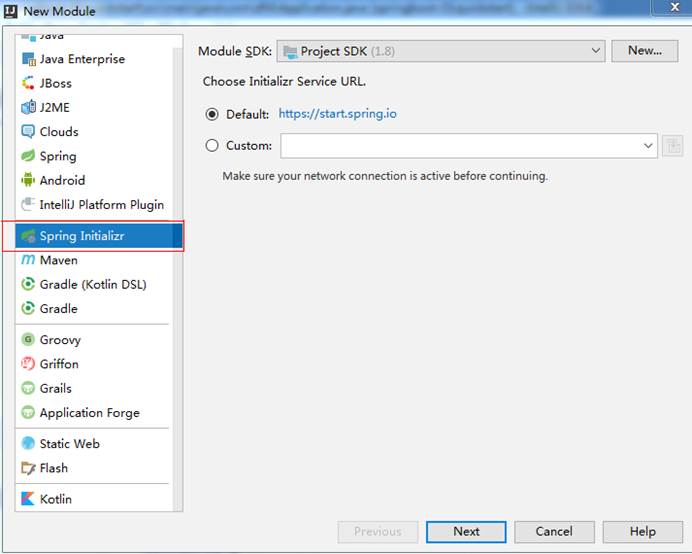 New Module
Java
Java Enterprise
JBoss
J2ME
Clouds
Spring
Android
IntelliJ Platform Plugin
Spring Initializr
Maven
Gradle (Kotlin DSL)
Gradle
Groovy
Griffon
Grails
Application Forge
Static Web
Flash
Kotlin
Module SDK: Project SDK (1.8) New...
Choose Initializr Service URL.
Default: https://start.spring.io
Custom:
Make sure your network connection is active before continuing.
Previous Next Cancel Help